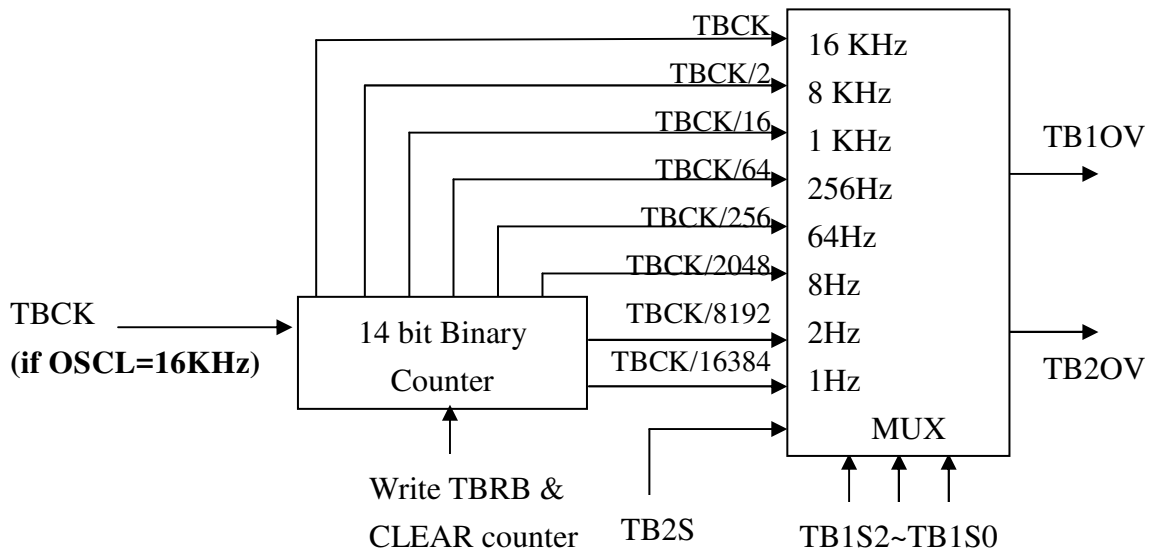 TBCK
16 KHz
TBCK/2
8 KHz
TBCK/16
1 KHz
TB1OV
TBCK/64
256Hz
TBCK/256
64Hz
TBCK/2048
8Hz
TBCK
(if OSCL=16KHz)
14 bit Binary
Counter
TBCK/8192
2Hz
TBCK/16384
1Hz
TB2OV
MUX
Write TBRB &
CLEAR counter
TB2S
TB1S2~TB1S0